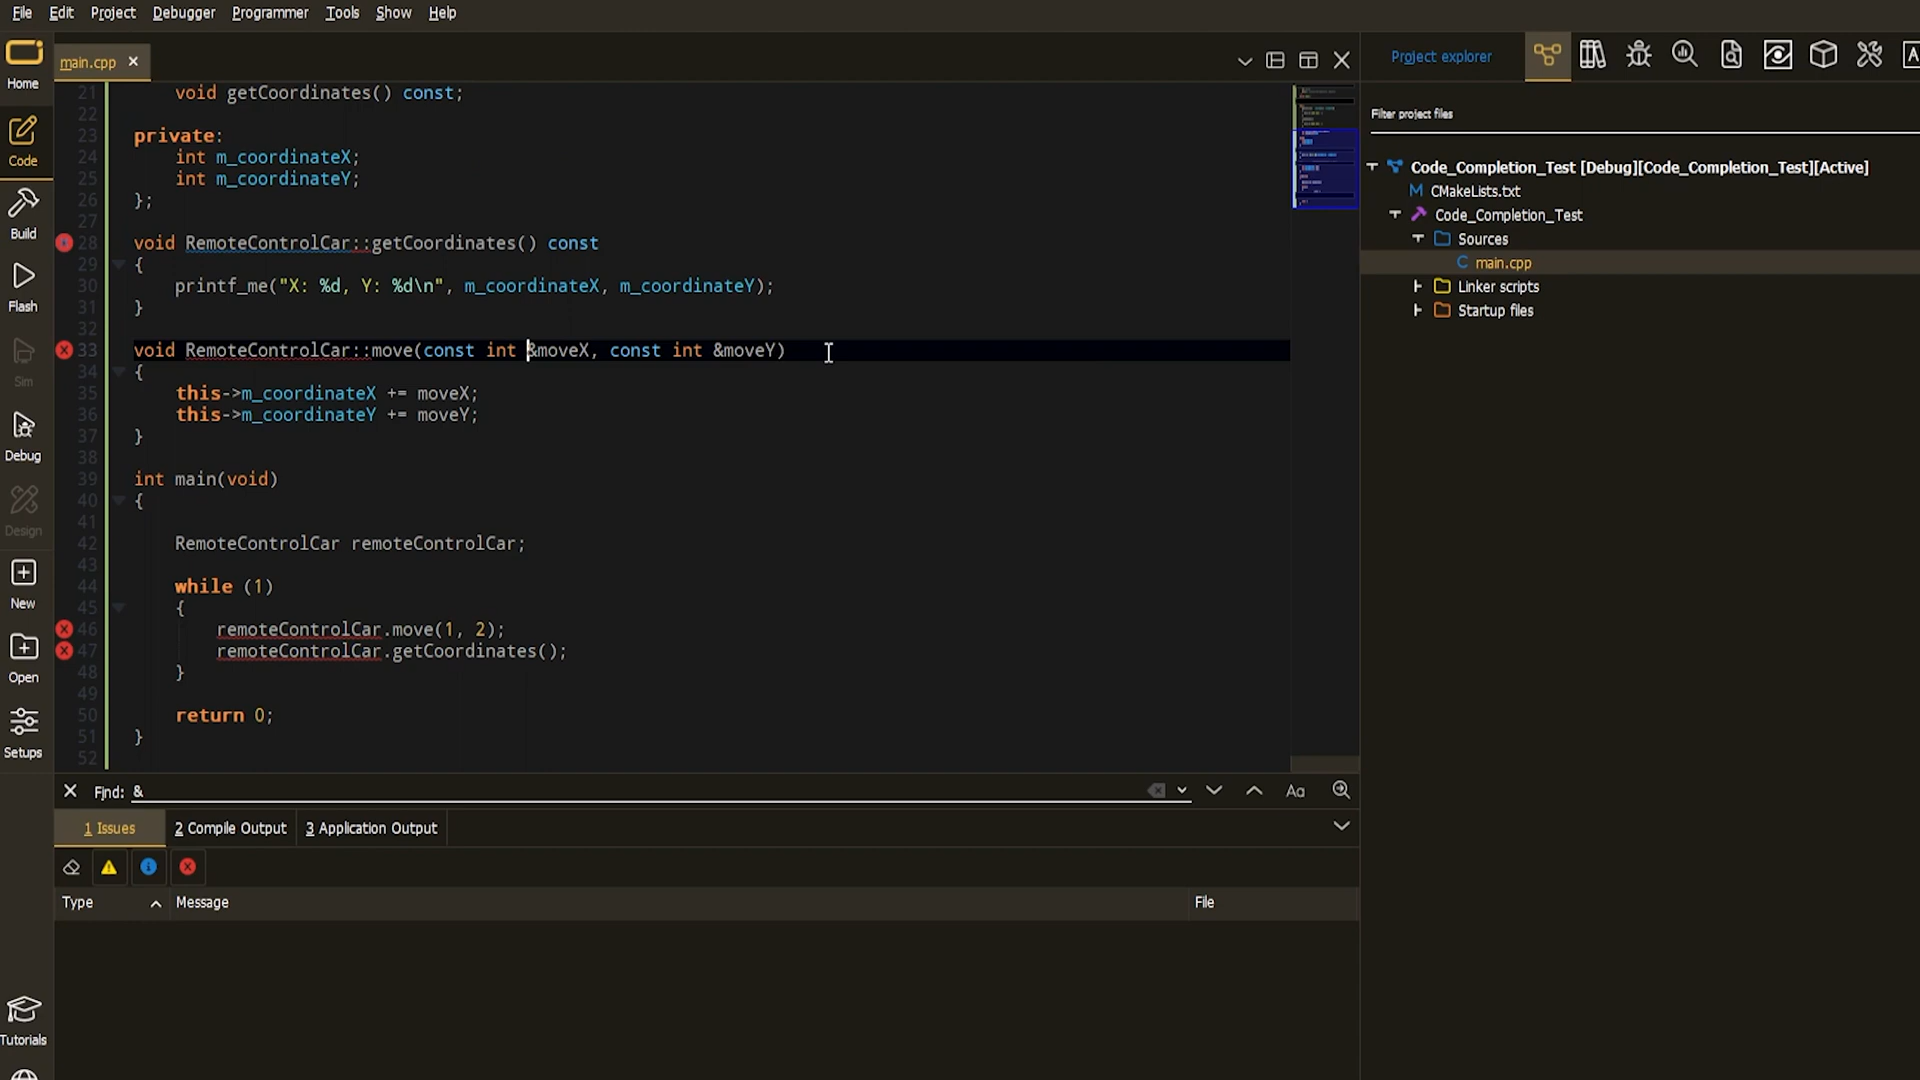 File Edit Project Debugger Programmer Tools Show Help
Home
Code
Build
Flash
Sim
Debug
Design
New
Open
Setups
Tutorials
main.cpp
21 void getCoordinates() const;
22
23 private:
24 int m_coordinateX;
25 int m_coordinateY;
26 };
27
28 void RemoteControlCar::getCoordinates() const
29 {
30 printf_me("X: %d, Y: %d\n", m_coordinateX, m_coordinateY);
31 }
32
33 void RemoteControlCar::move(const int &moveX, const int &moveY)
34 {
35 this->m_coordinateX += moveX;
36 this->m_coordinateY += moveY;
37 }
38
39 int main(void)
40 {
41
42 RemoteControlCar remoteControlCar;
43
44 while (1)
45 {
46 remoteControlCar.move(1, 2);
47 remoteControlCar.getCoordinates();
48 }
49
50 return 0;
51 }
52
Find: &
Aa
1 Issues 2 Compile Output 3 Application Output
Type Message File
Project explorer
A
Filter project files
Code_Completion_Test [Debug][Code_Completion_Test][Active]
M CMakeLists.txt
Code_Completion_Test
Sources
C main.cpp
Linker scripts
Startup files